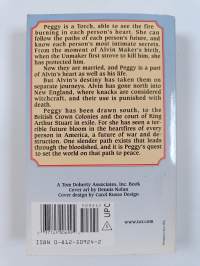 Peggy is a Torch, able to see the fire
burning in each person's heart. She can
follow the paths of each person's future, and
know each person's most intimate secrets.
From the moment of Alvin Maker's birth,
when the Unmaker first strove to kill him, she
has protected him.
Now they are married, and Peggy is a part
of Alvin's heart as well as his life.
But Alvin's destiny has taken them on
separate journeys. Alvin has gone north into
New England, where knacks are considered
witchcraft, and their use is punished with
death.
Peggy has been drawn south, to the
British Crown Colonies and the court of King
Arthur Stuart in exile. For she has seen a ter-
rible future bloom in the heartfires of every
person in America, a future of war and de-
struction. One slender path exists that leads
through the bloodshed, and it is Peggy's quest
to set the world on that path to peace.
A Tom Doherty Associates, Inc. Book
Cover art by Dennis Nolan
Cover design by Carol Russo Design
UPC
www.tor.com
ISBN 0-812-50924-2